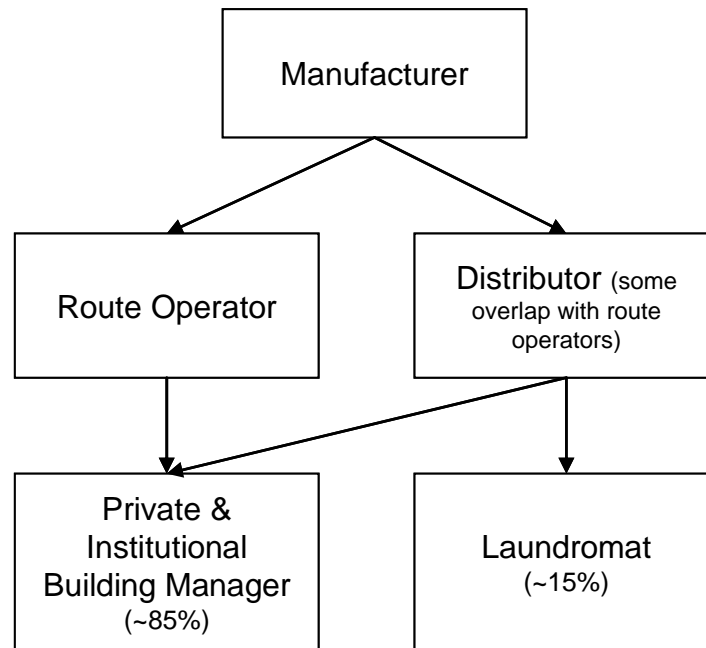 Manufacturer
Route Operator
Distributor (some
overlap with route
operators)
Private &
Institutional
Building Manager
(~85%)
Laundromat
(~15%)